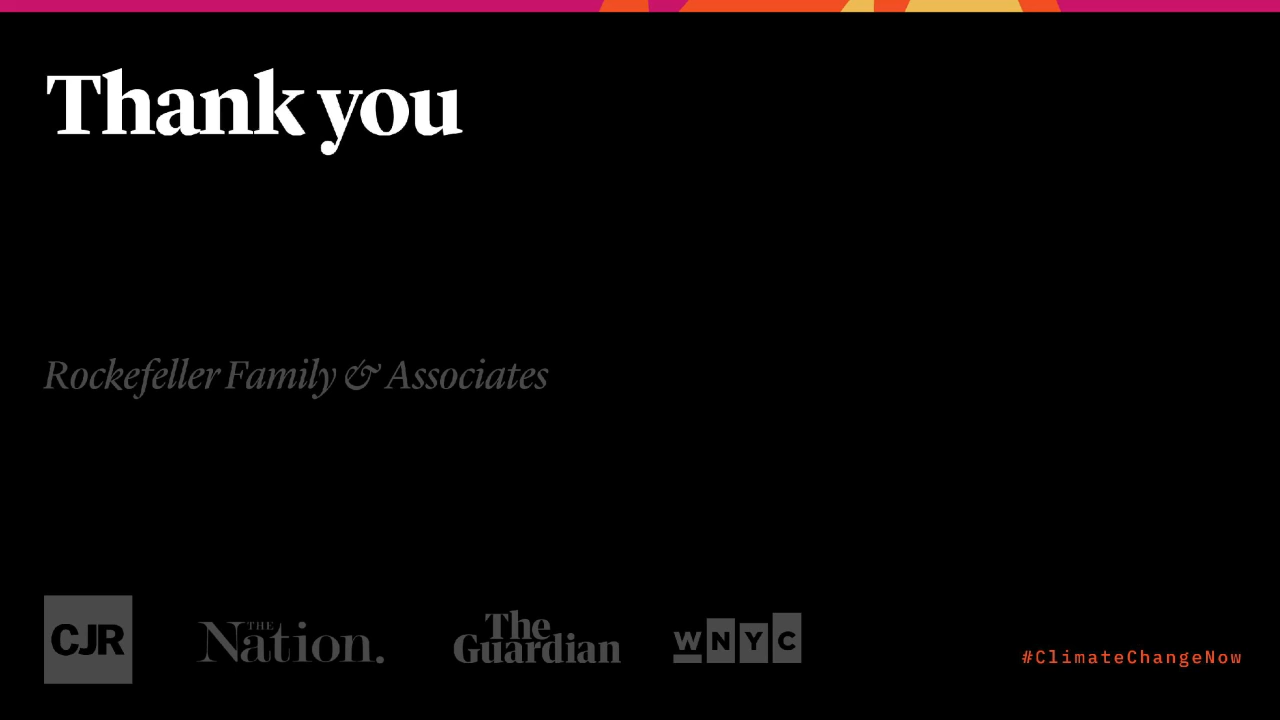 Thank you
Rockefeller Family & Associates
CJR
THE
Nation.
The
Guardian
WNYC
#ClimateChangeNow